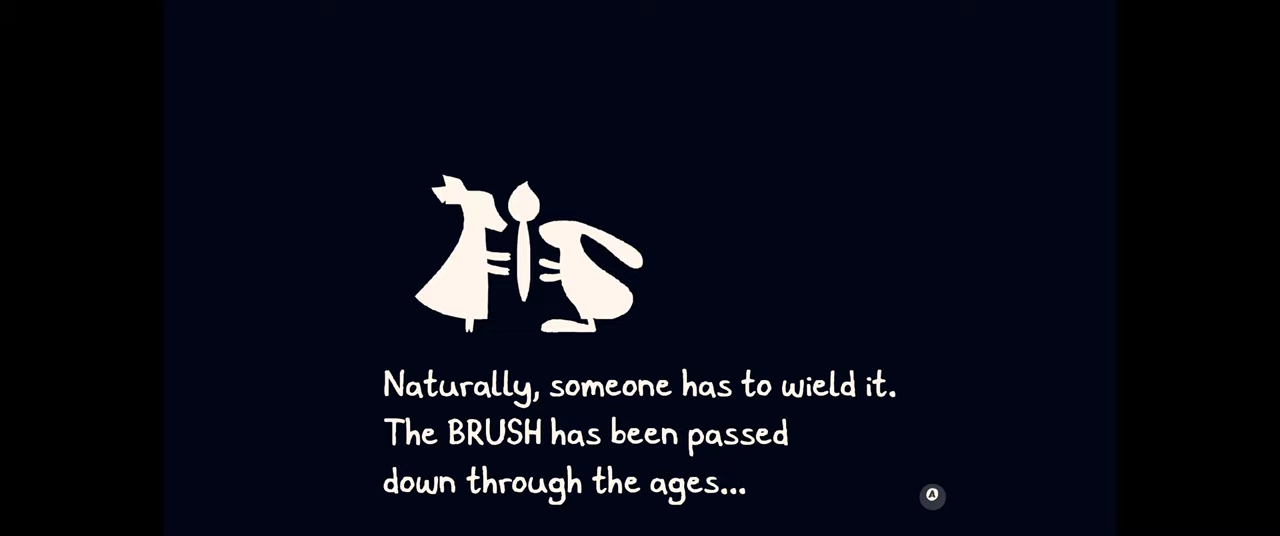 Naturally, someone has to wield it.
The BRUSH has been passed
down through the ages...
A